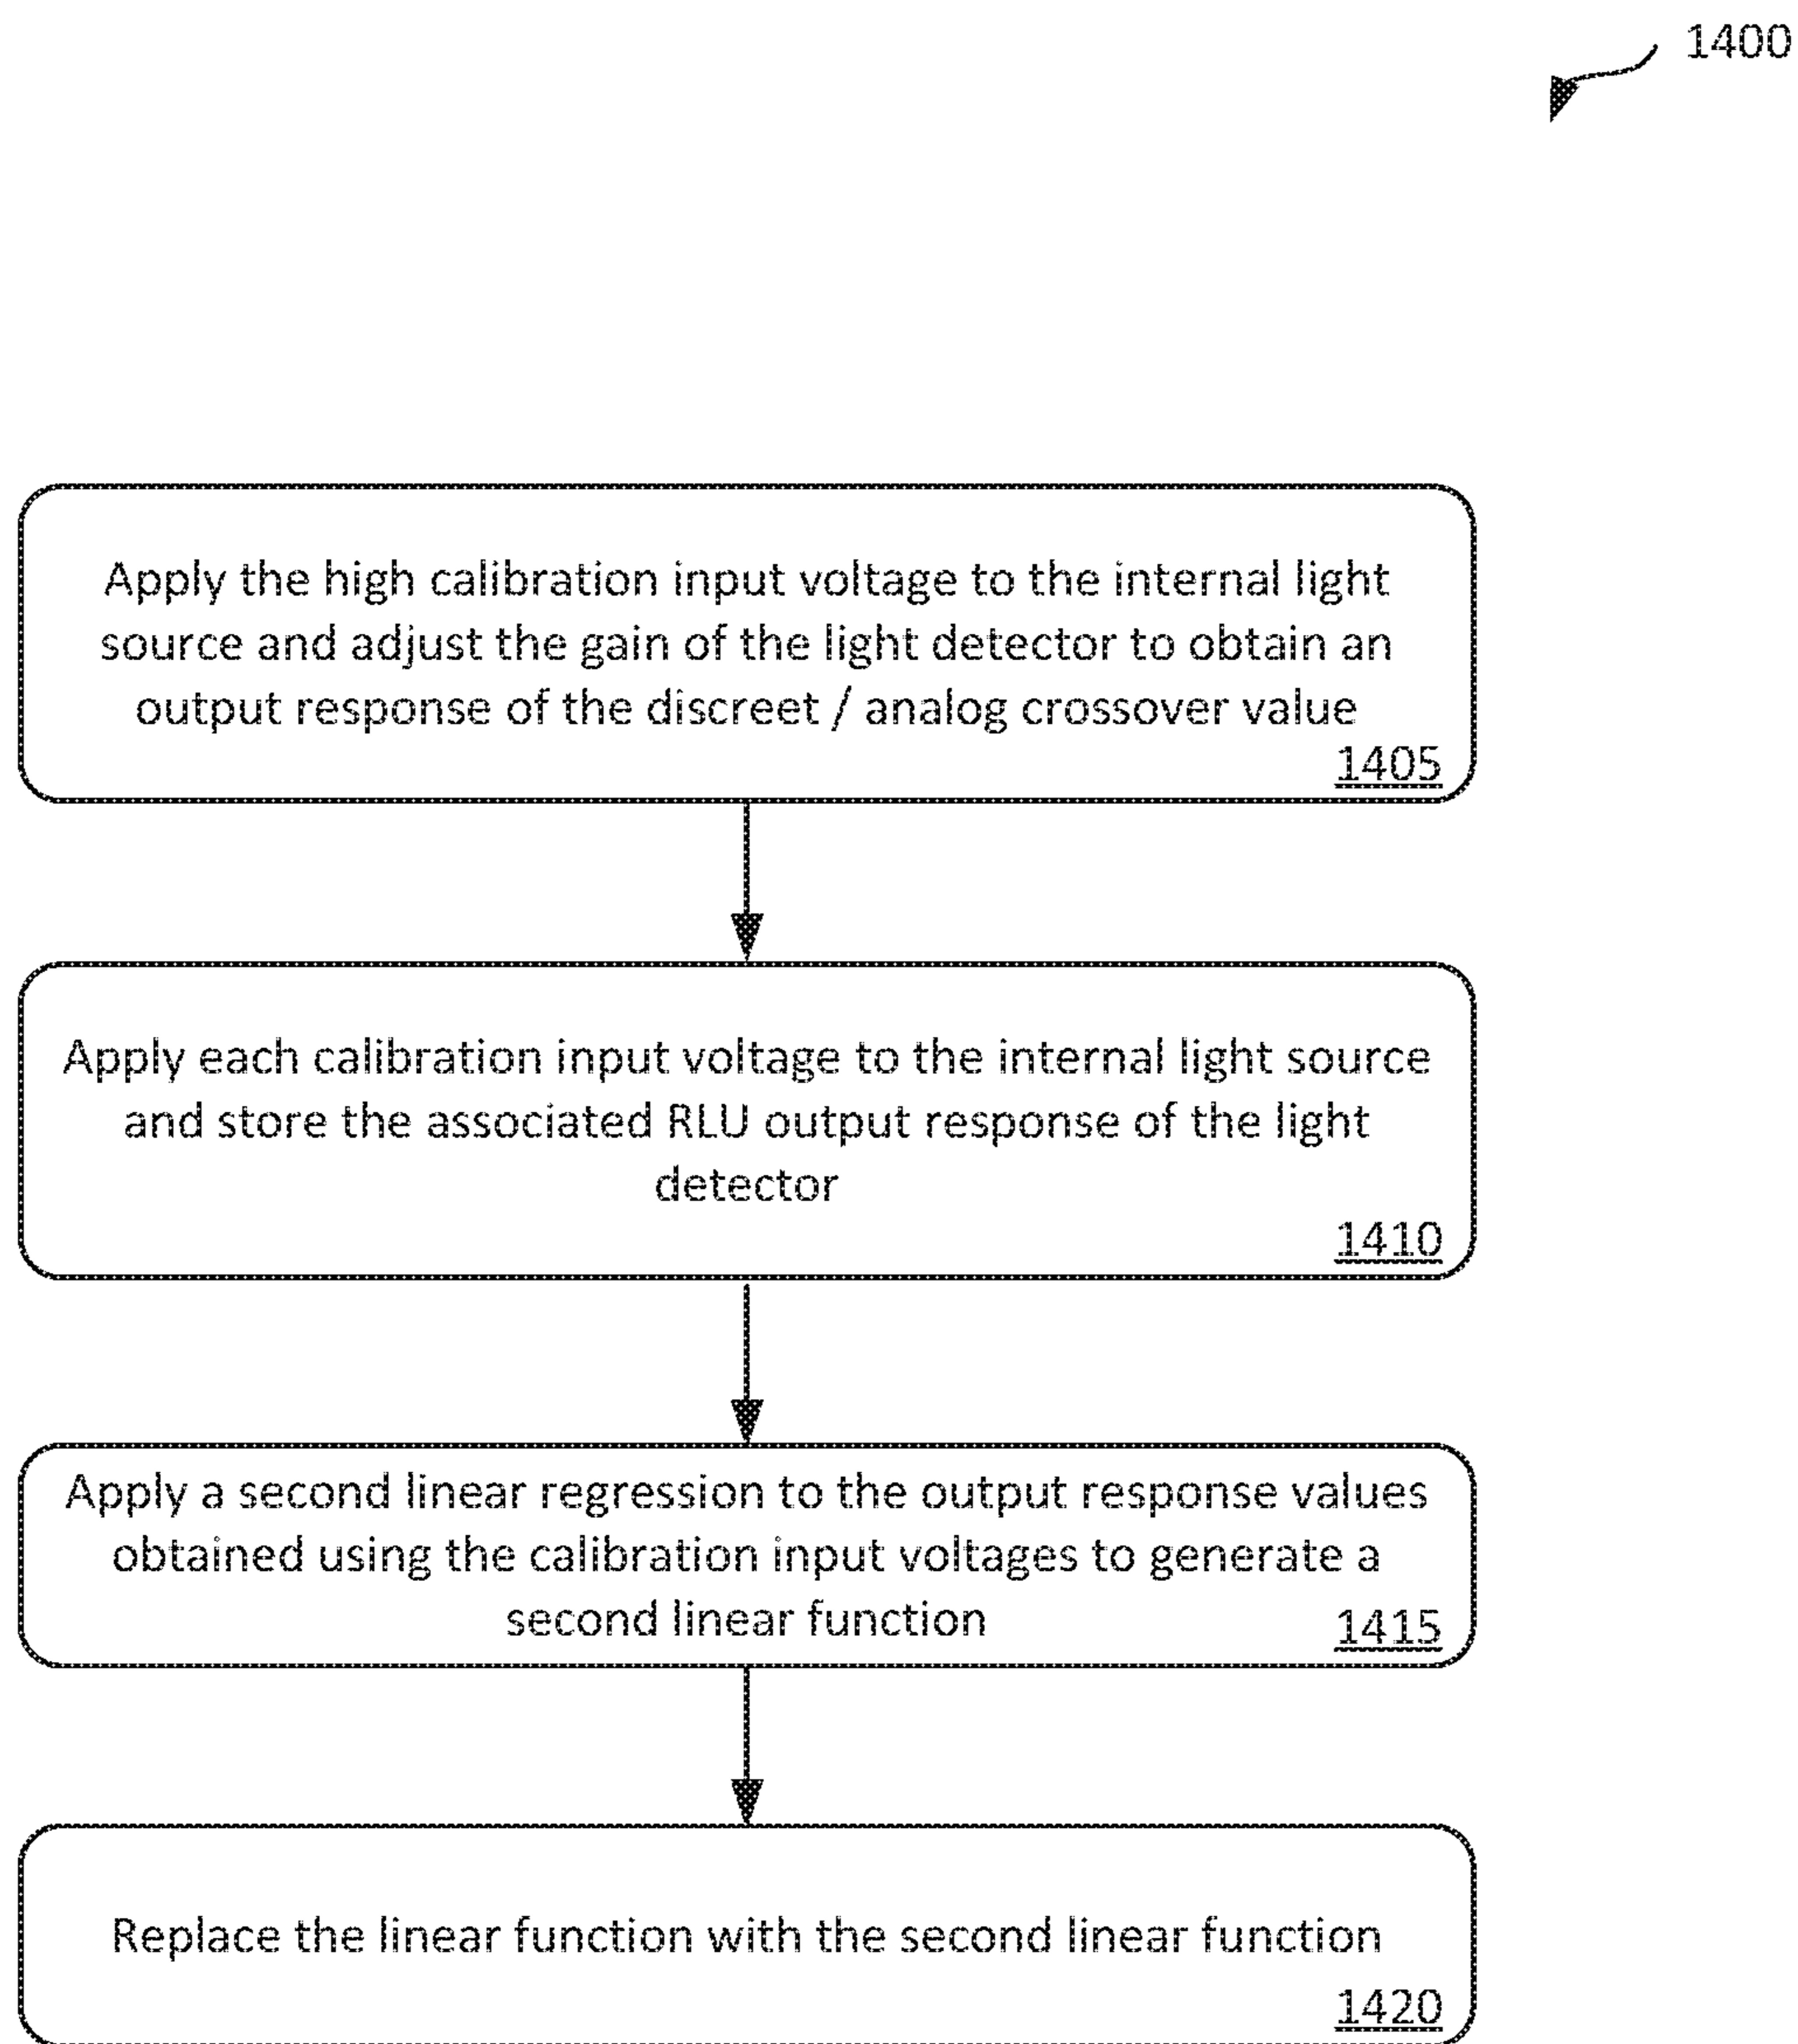 1400
Apply the high calibration input voltage to the internal light
source and adjust the gain of the light detector to obtain an
output response of the discreet / analog crossover value
1405
Apply each calibration input voltage to the internal light source
and store the associated RLU output response of the light
detector
1410
Apply a second linear regression to the output response values
obtained using the calibration input voltages to generate a
second linear function
1415
Replace the linear function with the second linear function
1420